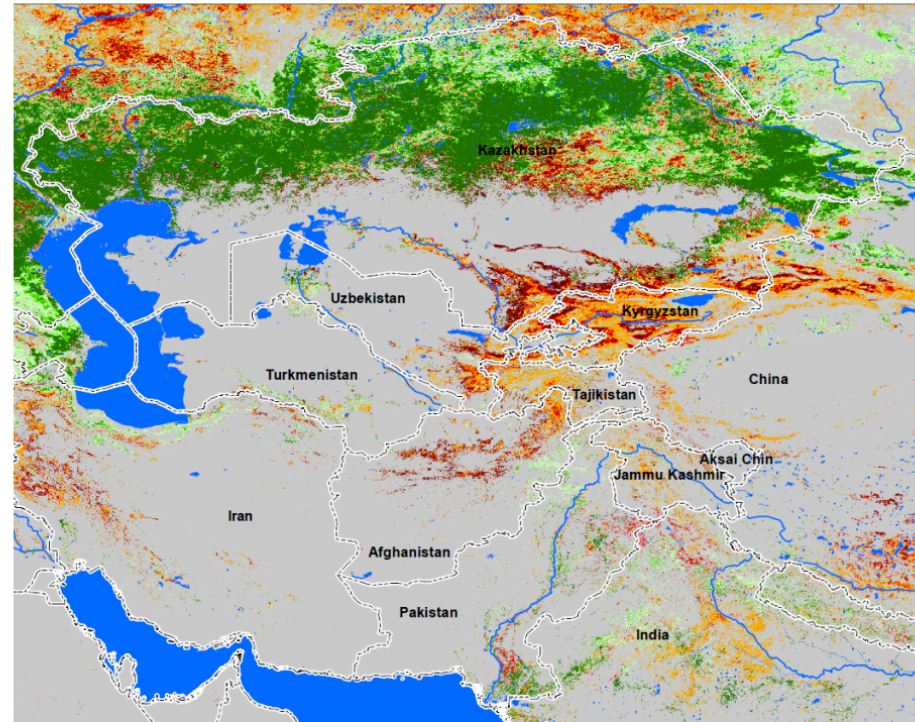 Kazakhstan
Uzbekistan
Kyrgyzstan
Turkmenistan
China
Tajikistan
Aksai Chin
Jammu Kashmir
Iran
Afghanistan
Pakistan
India